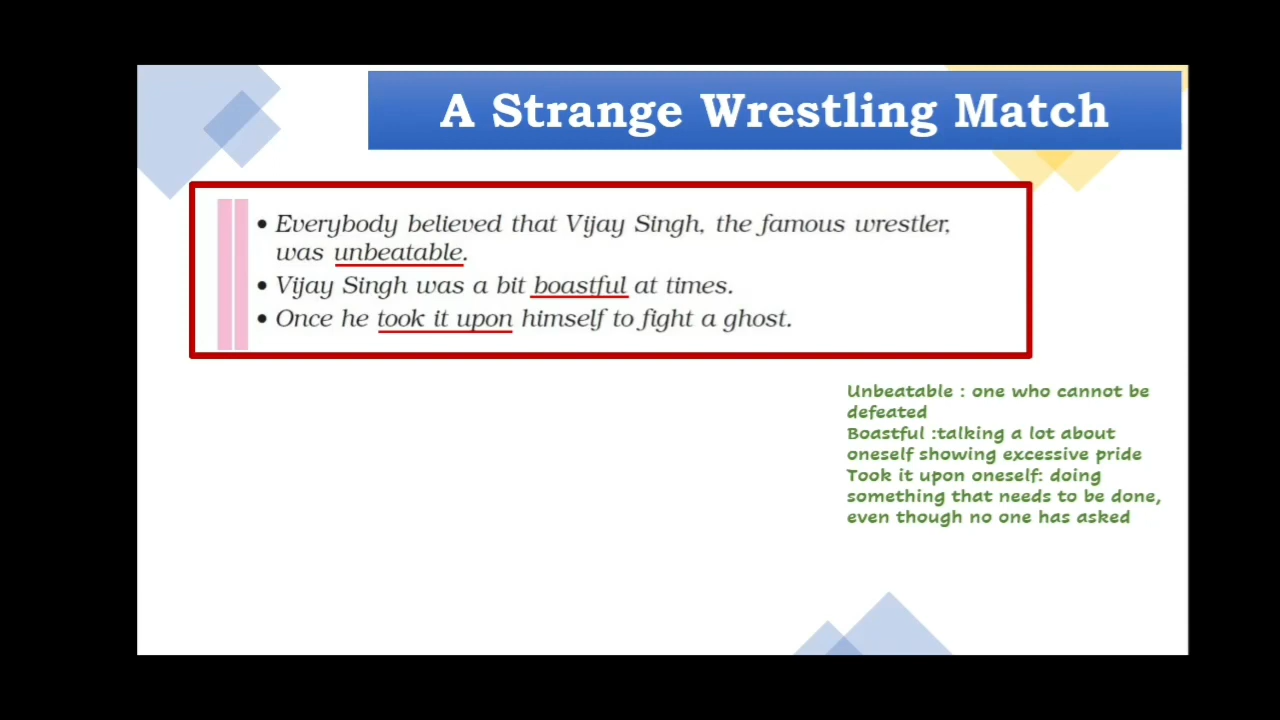 A Strange Wrestling Match
• Everybody believed that Vijay Singh, the famous wrestler,
was unbeatable.
• Vijay Singh was a bit boastful at times.
• Once he took it upon himself to fight a ghost.
Unbeatable : one who cannot be
defeated
Boastful :talking a lot about
oneself showing excessive pride
Took it upon oneself: doing
something that needs to be done,
even though no one has asked